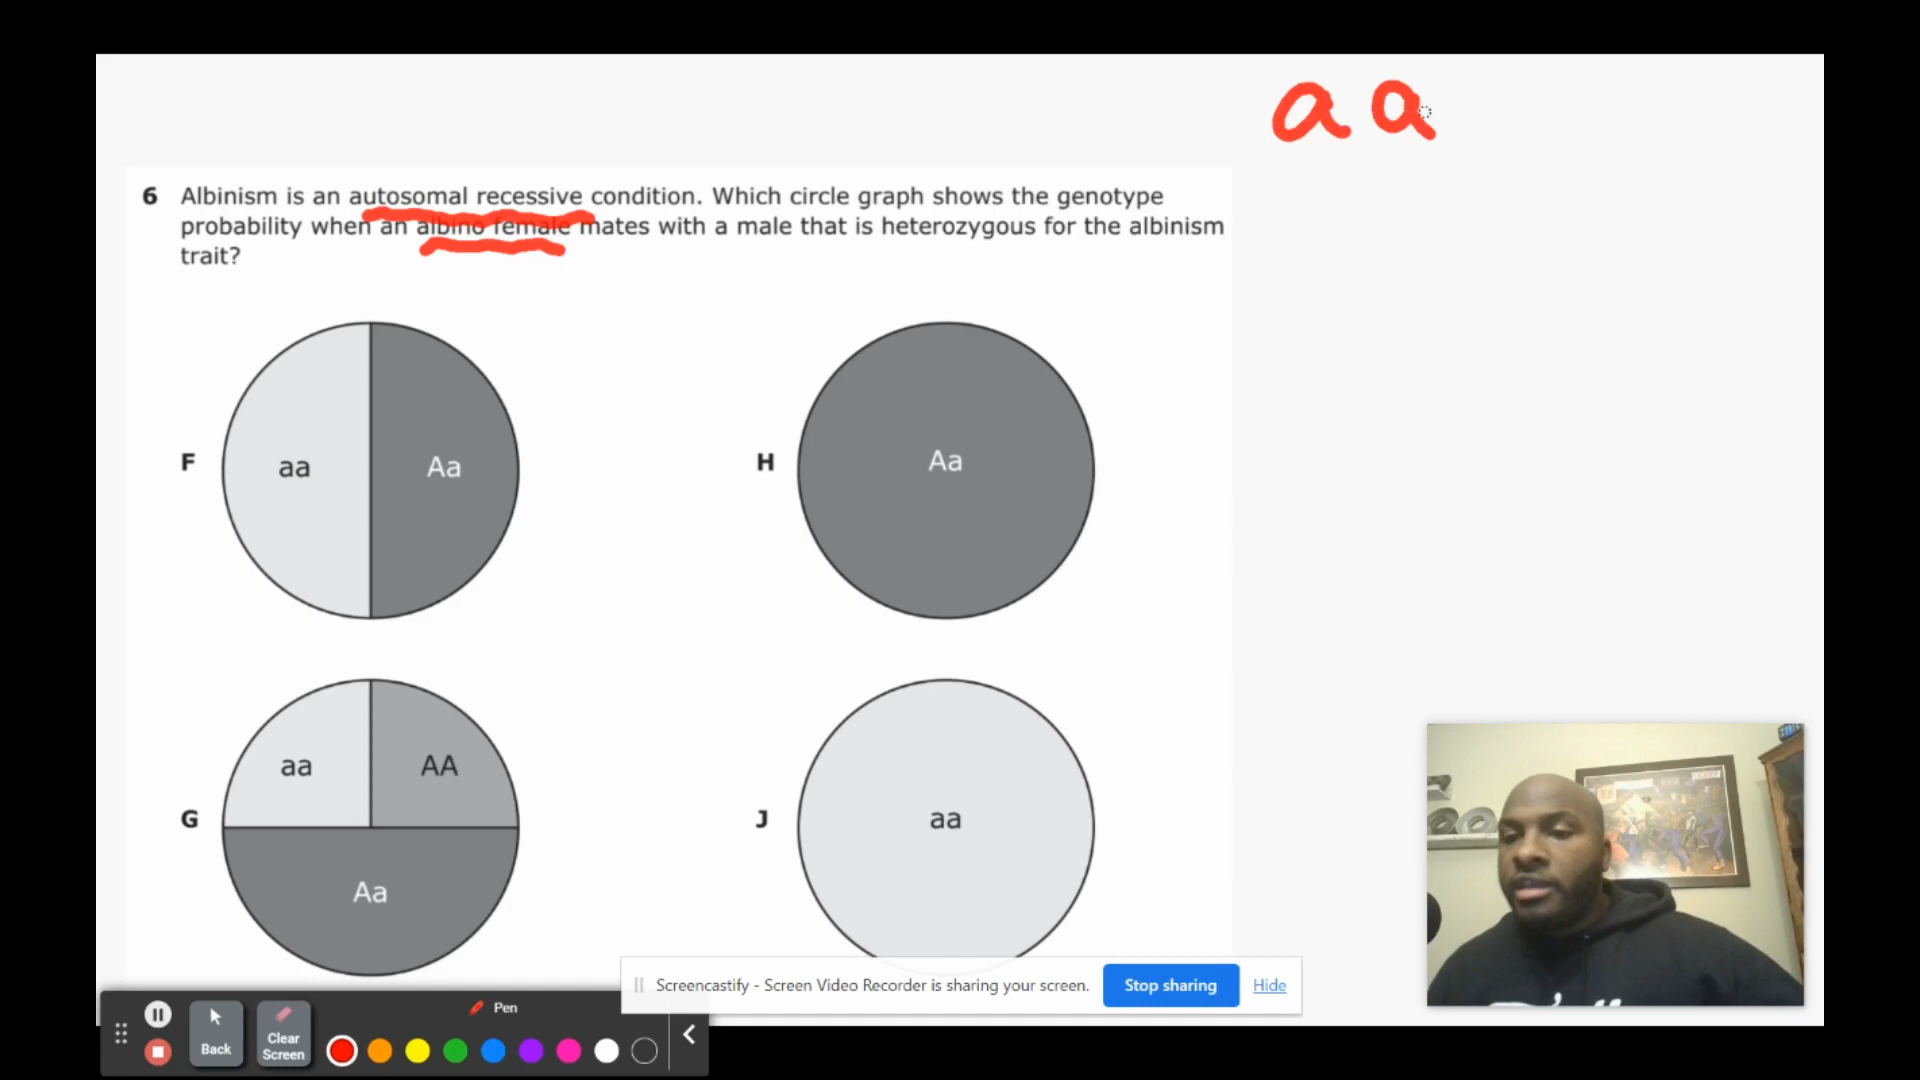 a a
6 Albinism is an autosomal recessive condition. Which circle graph shows the genotype
probability when an albino female mates with a male that is heterozygous for the albinism
trait?
F
aa
Aa
H
Aa
G
aa
AA
Aa
J
aa
Screencastify - Screen Video Recorder is sharing your screen.
Stop sharing
Hide
Back
Clear
Screen
Pen